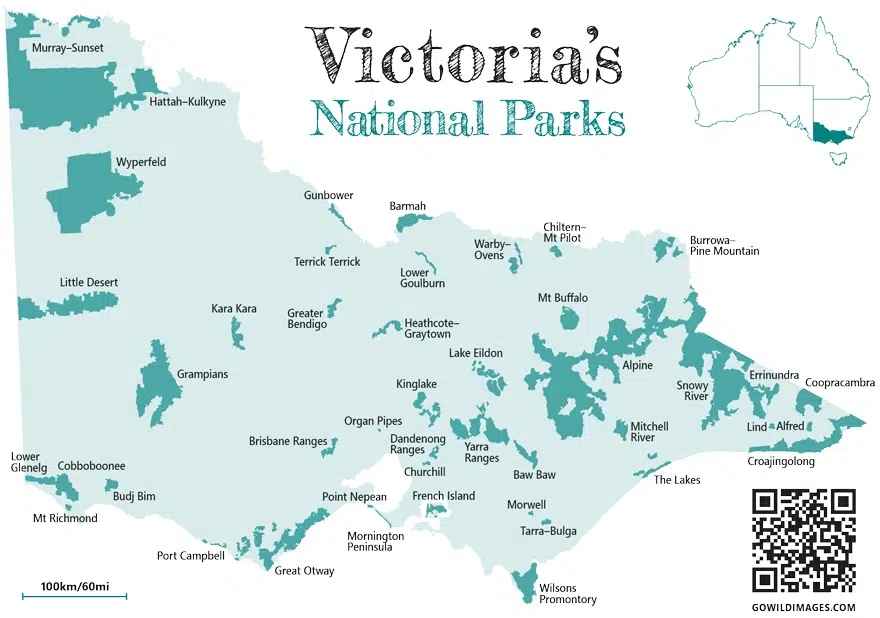 Victoria's
National Parks
Murray–Sunset
Hattah–Kulkyne
Wyperfeld
Gunbower
Barmah
Chiltern–
Mt Pilot
Warby–
Ovens
Burrowa–
Pine Mountain
Terrick Terrick
Lower
Goulburn
Little Desert
Kara Kara
Greater
Bendigo
Heathcote–
Graytown
Mt Buffalo
Lake Eildon
Alpine
Grampians
Kinglake
Snowy
River
Errinundra
Coopracambra
Organ Pipes
Brisbane Ranges
Dandenong
Ranges
Yarra
Ranges
Mitchell
River
Lind
Alfred
Lower
Glenelg
Cobboboonee
Churchill
Baw Baw
Croajingolong
The Lakes
Budj Bim
Point Nepean
French Island
Morwell
Mt Richmond
Tarra–Bulga
Mornington
Peninsula
Port Campbell
Great Otway
Wilsons
Promontory
100km/60mi
GOWILDIMAGES.COM